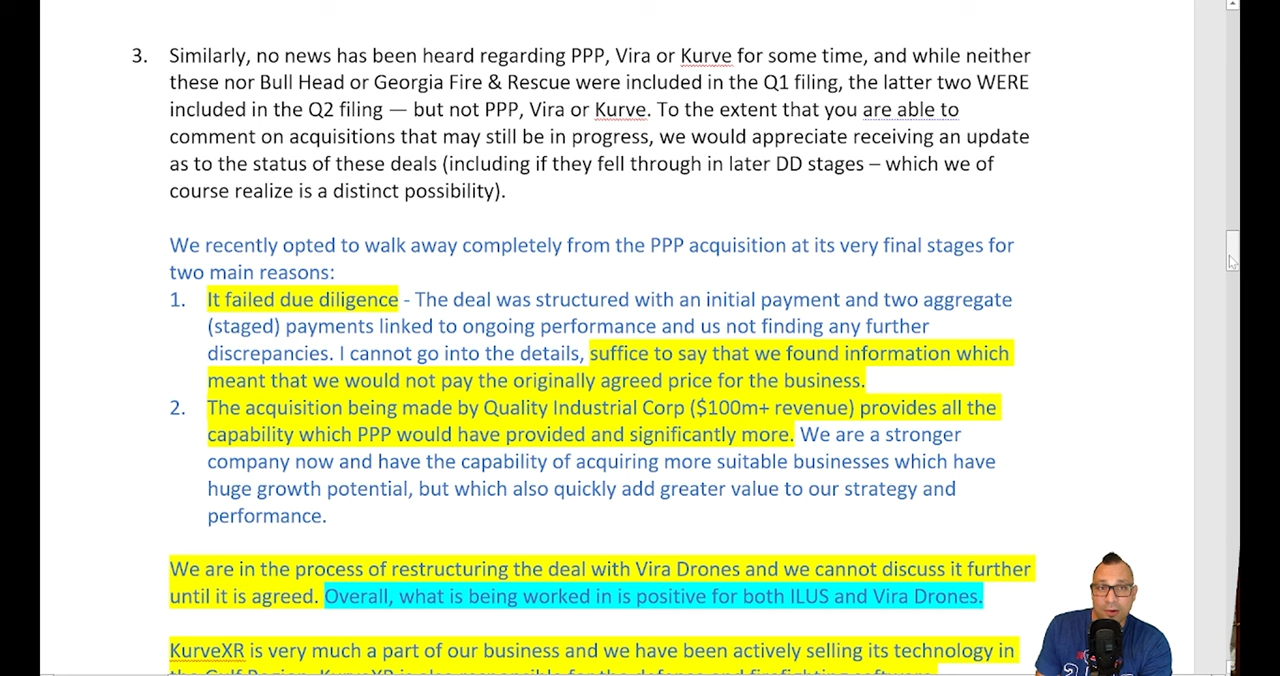 3. Similarly, no news has been heard regarding PPP, Vira or Kurve for some time, and while neither
these nor Bull Head or Georgia Fire & Rescue were included in the Q1 filing, the latter two WERE
included in the Q2 filing — but not PPP, Vira or Kurve. To the extent that you are able to
comment on acquisitions that may still be in progress, we would appreciate receiving an update
as to the status of these deals (including if they fell through in later DD stages – which we of
course realize is a distinct possibility).
We recently opted to walk away completely from the PPP acquisition at its very final stages for
two main reasons:
1. It failed due diligence - The deal was structured with an initial payment and two aggregate
(staged) payments linked to ongoing performance and us not finding any further
discrepancies. I cannot go into the details, suffice to say that we found information which
meant that we would not pay the originally agreed price for the business.
2. The acquisition being made by Quality Industrial Corp ($100m+ revenue) provides all the
capability which PPP would have provided and significantly more. We are a stronger
company now and have the capability of acquiring more suitable businesses which have
huge growth potential, but which also quickly add greater value to our strategy and
performance.
We are in the process of restructuring the deal with Vira Drones and we cannot discuss it further
until it is agreed. Overall, what is being worked in is positive for both ILUS and Vira Drones.
KurveXR is very much a part of our business and we have been actively selling its technology in
the Gulf Region. KurveXR is also responsible for the defence and firefighting software